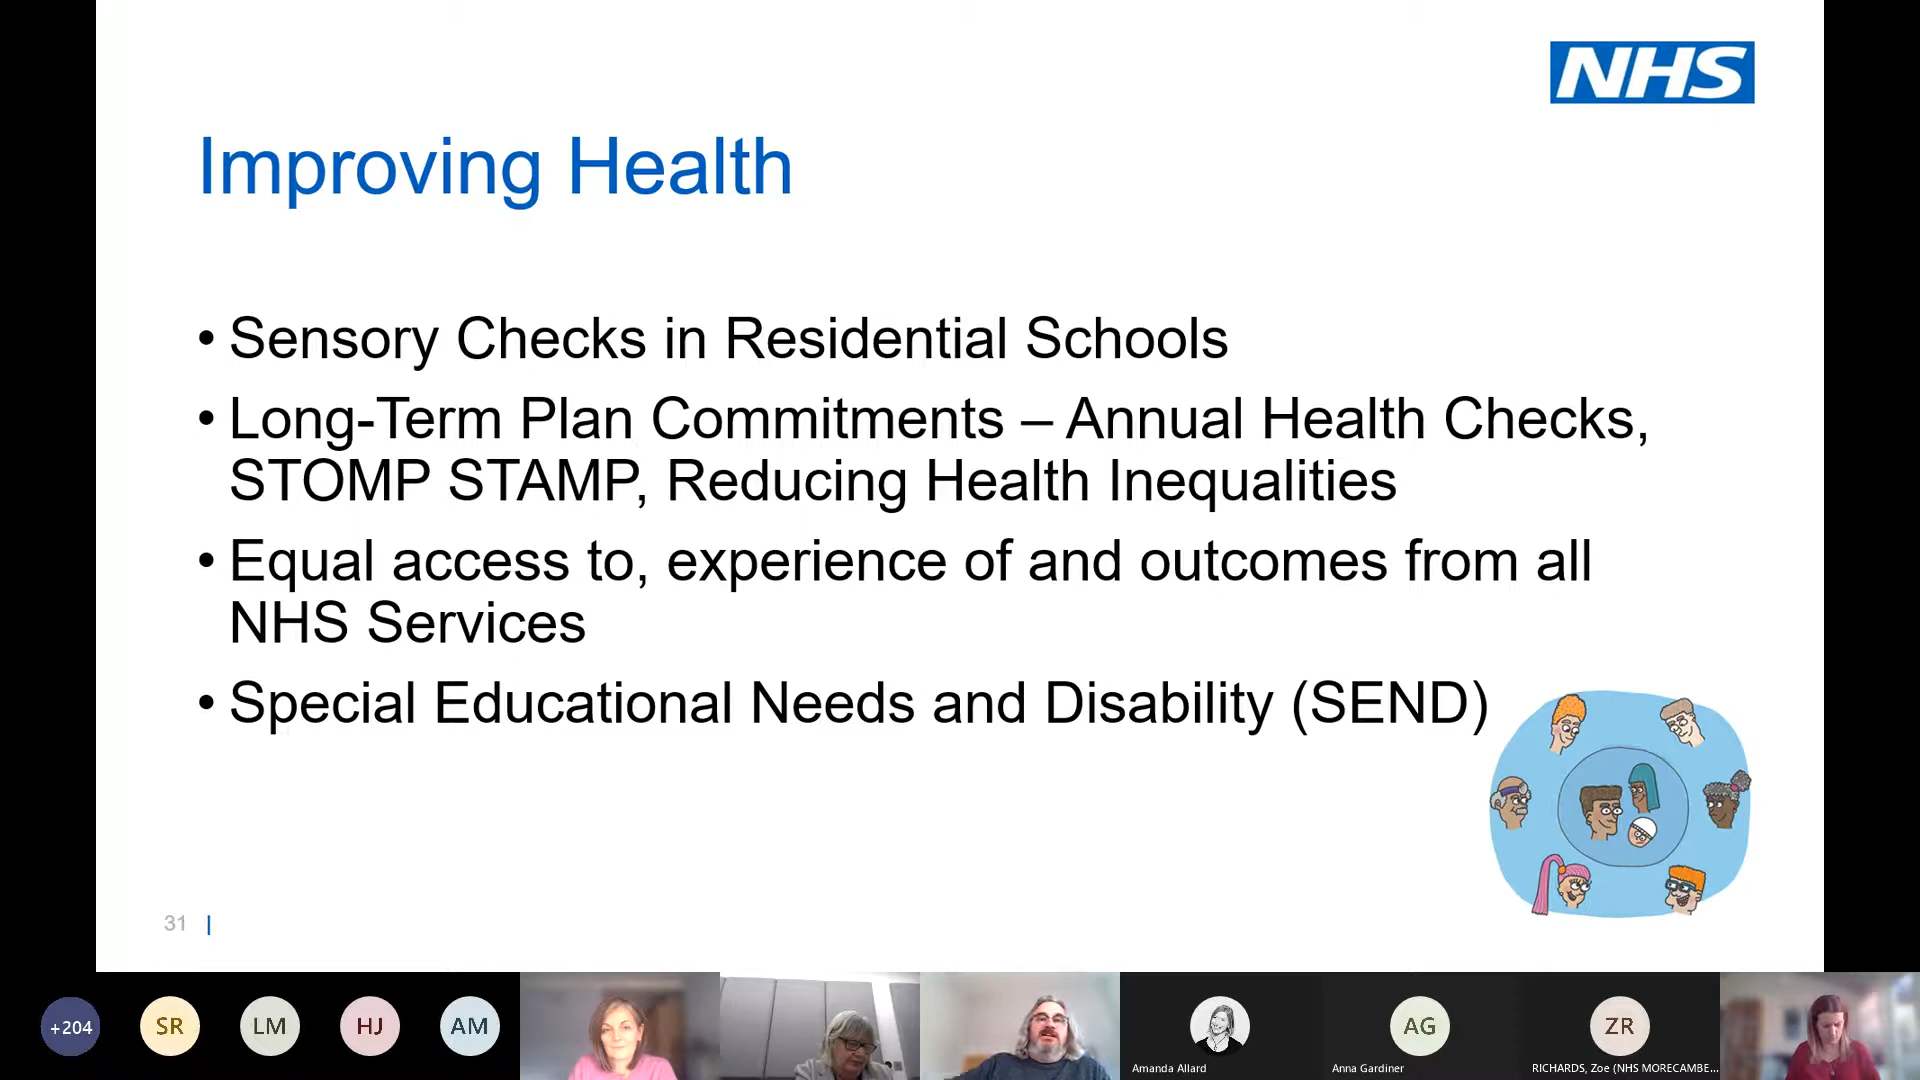 NHS
Improving Health
• Sensory Checks in Residential Schools
• Long-Term Plan Commitments – Annual Health Checks,
STOMP STAMP, Reducing Health Inequalities
• Equal access to, experience of and outcomes from all
NHS Services
• Special Educational Needs and Disability (SEND)
31 |
+204
SR
LM
HJ
AM
Amanda Allard
AG
Anna Gardiner
ZR
RICHARDS, Zoe (NHS MORECAMBE...